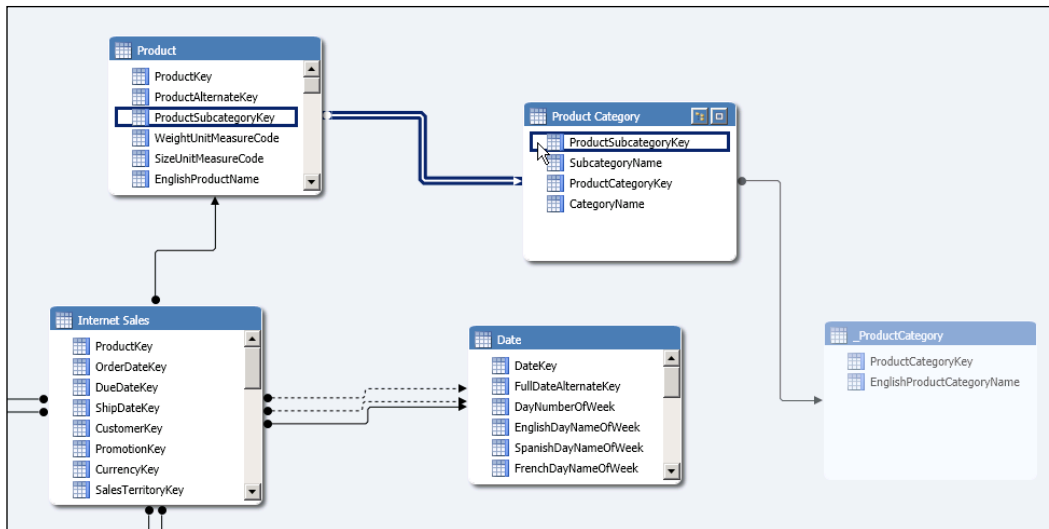 Product
ProductKey
ProductAlternateKey
ProductSubcategoryKey
WeightUnitMeasureCode
SizeUnitMeasureCode
EnglishProductName
Product Category
ProductSubcategoryKey
SubcategoryName
ProductCategoryKey
CategoryName
Internet Sales
ProductKey
OrderDateKey
DueDateKey
ShipDateKey
CustomerKey
PromotionKey
CurrencyKey
SalesTerritoryKey
Date
DateKey
FullDateAlternateKey
DayNumberOfWeek
EnglishDayNameOfWeek
SpanishDayNameOfWeek
FrenchDayNameOfWeek
_ProductCategory
ProductCategoryKey
EnglishProductCategoryName